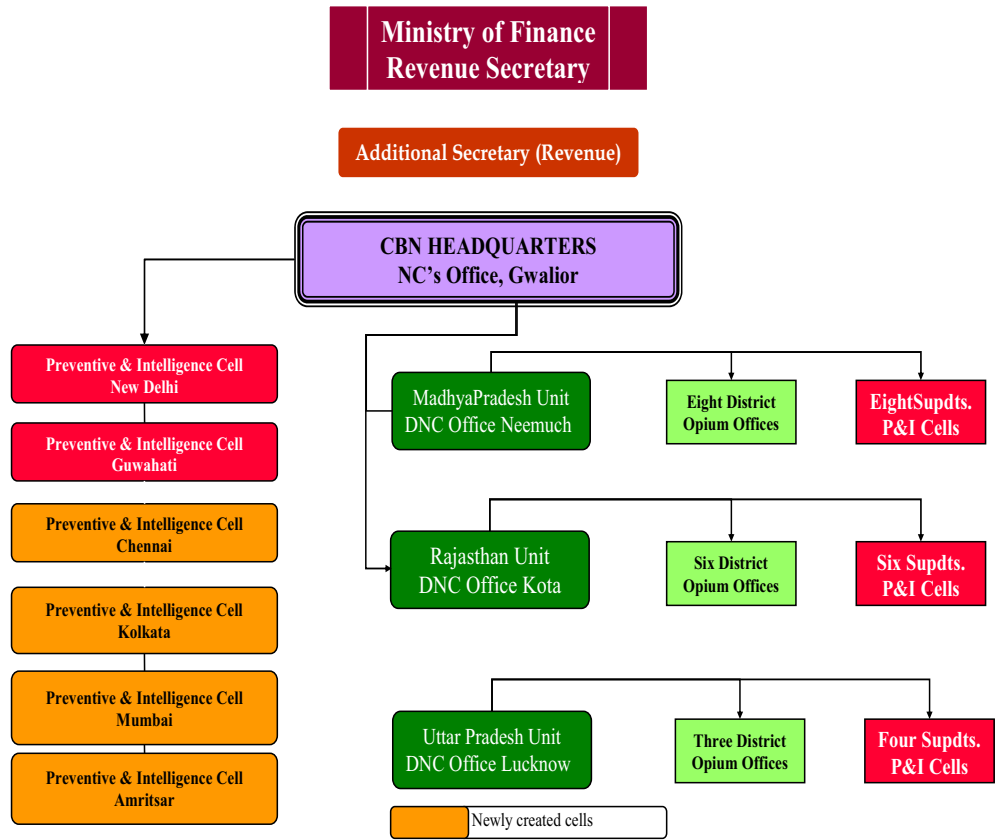 Ministry of Finance
Revenue Secretary
Additional Secretary (Revenue)
CBN HEADQUARTERS
NC's Office, Gwalior
Preventive & Intelligence Cell
New Delhi
Preventive & Intelligence Cell
Guwahati
Preventive & Intelligence Cell
Chennai
Preventive & Intelligence Cell
Kolkata
Preventive & Intelligence Cell
Mumbai
Preventive & Intelligence Cell
Amritsar
MadhyaPradesh Unit
DNC Office Neemuch
Eight District
Opium Offices
EightSupdts.
P&I Cells
Rajasthan Unit
DNC Office Kota
Six District
Opium Offices
Six Supdts.
P&I Cells
Uttar Pradesh Unit
DNC Office Lucknow
Three District
Opium Offices
Four Supdts.
P&I Cells
Newly created cells